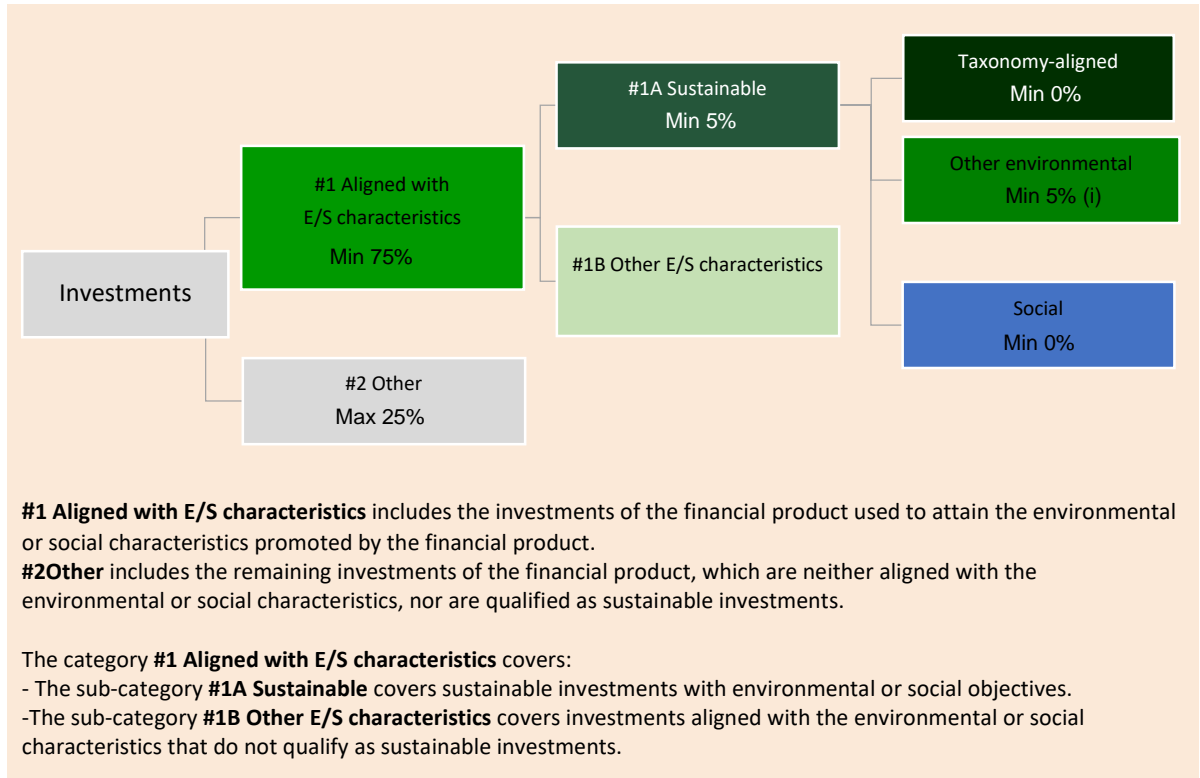 Investments
#1 Aligned with
E/S characteristics
Min 75%
#2 Other
Max 25%
#1A Sustainable
Min 5%
#1B Other E/S characteristics
Taxonomy-aligned
Min 0%
Other environmental
Min 5% (i)
Social
Min 0%
#1 Aligned with E/S characteristics includes the investments of the financial product used to attain the environmental
or social characteristics promoted by the financial product.
#2Other includes the remaining investments of the financial product, which are neither aligned with the
environmental or social characteristics, nor are qualified as sustainable investments.
The category #1 Aligned with E/S characteristics covers:
- The sub-category #1A Sustainable covers sustainable investments with environmental or social objectives.
-The sub-category #1B Other E/S characteristics covers investments aligned with the environmental or social
characteristics that do not qualify as sustainable investments.